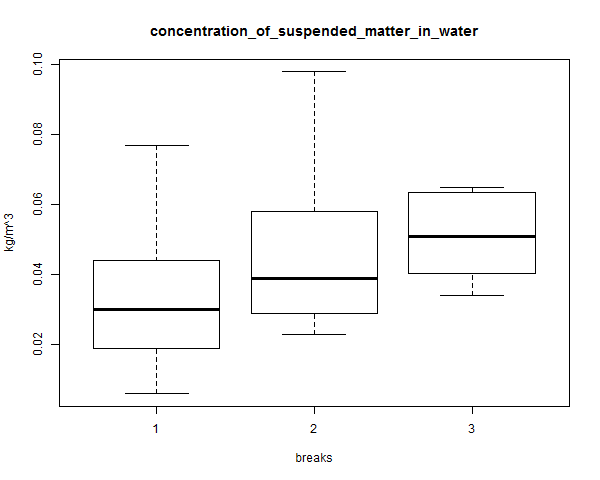 concentration_of_suspended_matter_in_water
kg/m^3
0.10
0.08
0.06
0.04
0.02
1 2 3
breaks